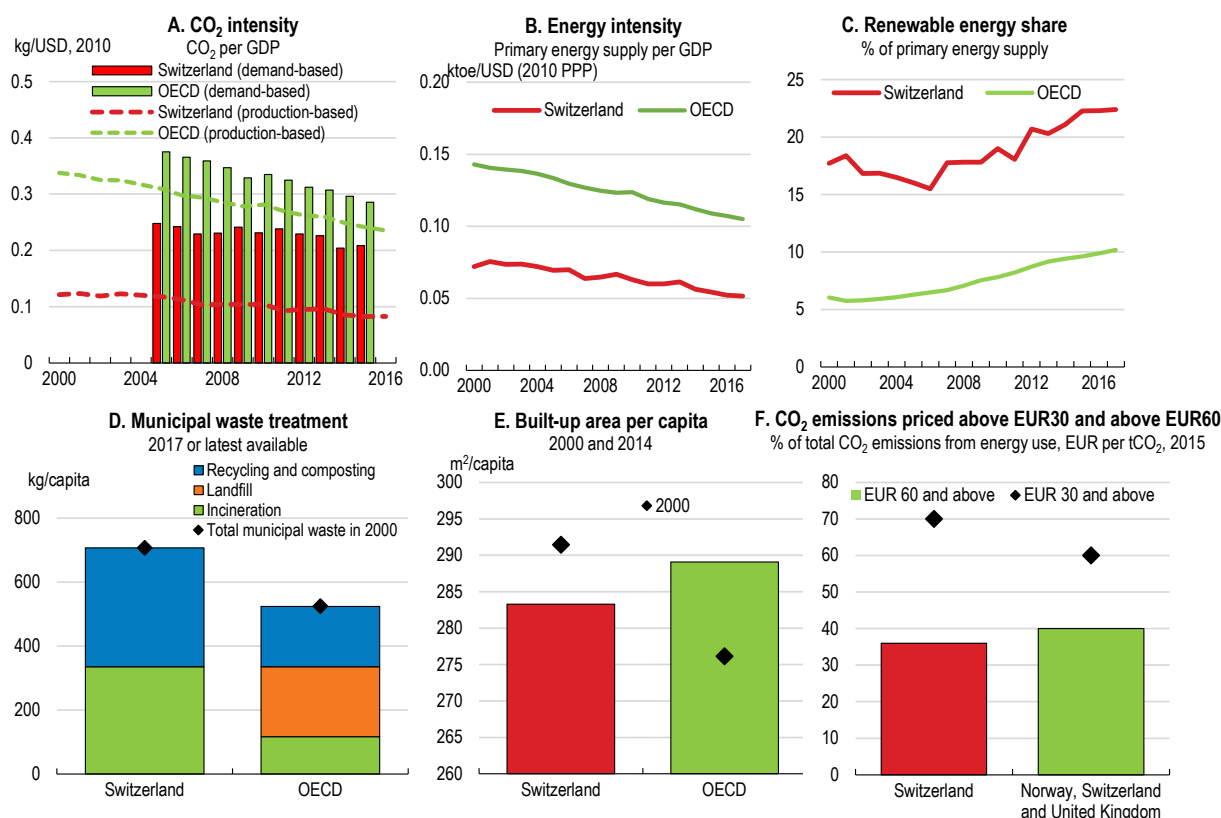 A. CO2 intensity
CO2 per GDP
kg/USD, 2010
Switzerland (demand-based)
OECD (demand-based)
Switzerland (production-based)
OECD (production-based)
0.5
0.4
0.3
0.2
0.1
0
2000 2004 2008 2012 2016
B. Energy intensity
Primary energy supply per GDP
ktoe/USD (2010 PPP)
Switzerland OECD
0.20
0.15
0.10
0.05
0.00
2000 2004 2008 2012 2016
C. Renewable energy share
% of primary energy supply
Switzerland OECD
25
20
15
10
5
0
2000 2004 2008 2012 2016
D. Municipal waste treatment
2017 or latest available
kg/capita
Recycling and composting
Landfill
Incineration
Total municipal waste in 2000
800
600
400
200
0
Switzerland OECD
E. Built-up area per capita
2000 and 2014
m2/capita
2000
300
295
290
285
282
275
270
267
265
260
Switzerland OECD
F. CO2 emissions priced above EUR30 and above EUR60
% of total CO2 emissions from energy use, EUR per tCO2, 2015
EUR 60 and above EUR 30 and above
80
70
60
50
40
30
20
10
0
Switzerland Norway, Switzerland
and United Kingdom